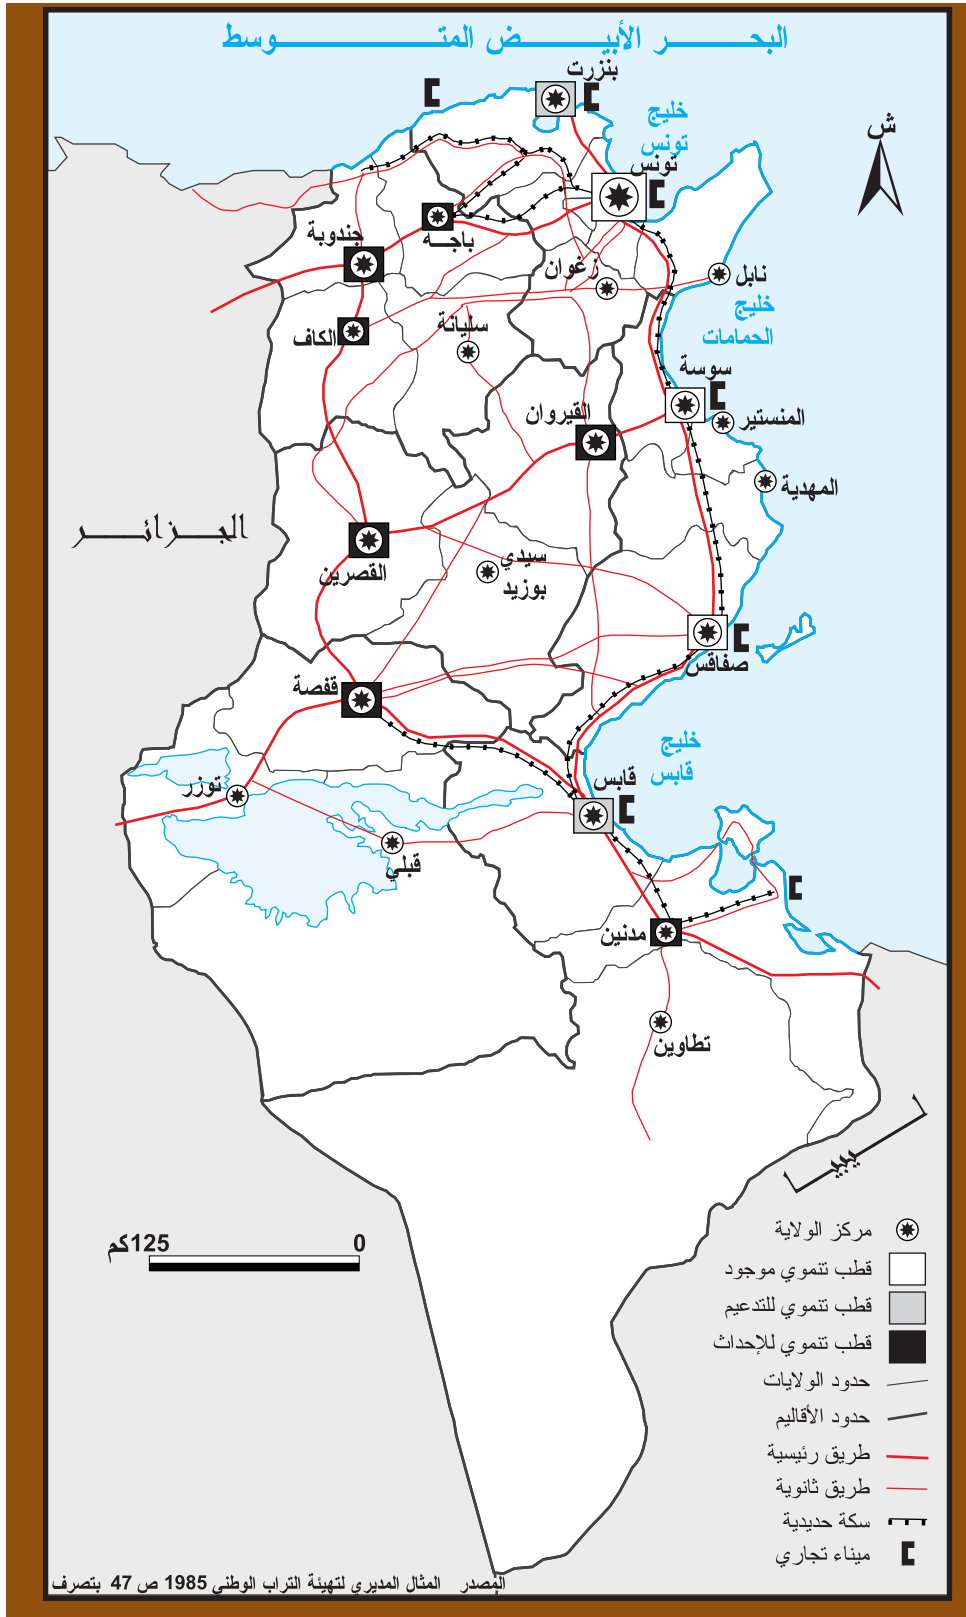 البحر الأبيض المتوسط
بنزرت
خليج
تونس
تونس
ش
باجـه
جندوبة
زغوان
نابل
خليج
الحمامات
سليانة
الكاف
سوسة
القيروان
المنستير
المهدية
الجزائر
سيدي
بوزيد
القصرين
صفاقس
قفصة
خليج
قابس
قابس
توزر
قبلي
مدنين
تطاوين
ليبيا
0
125كم
مركز الولاية
قطب تنموي موجود
قطب تنموي للتدعيم
قطب تنموي للإحداث
حدود الولايات
حدود الأقاليم
طريق رئيسية
طريق ثانوية
سكة حديدية
ميناء تجاري
المصدر المثال المديري لتهيئة التراب الوطني 1985 ص 47 بتصرف